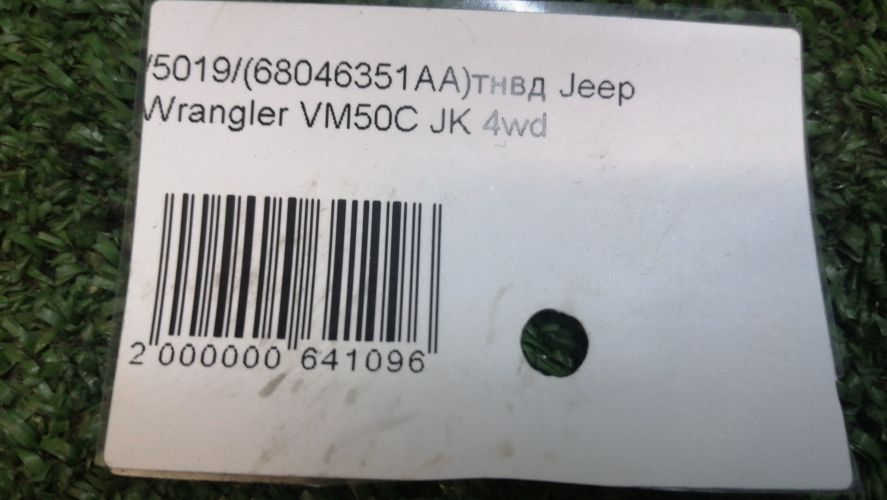 /5019/(68046351AA)тнвд Jeep
Wrangler VM50C JK 4wd
2 000000 641096